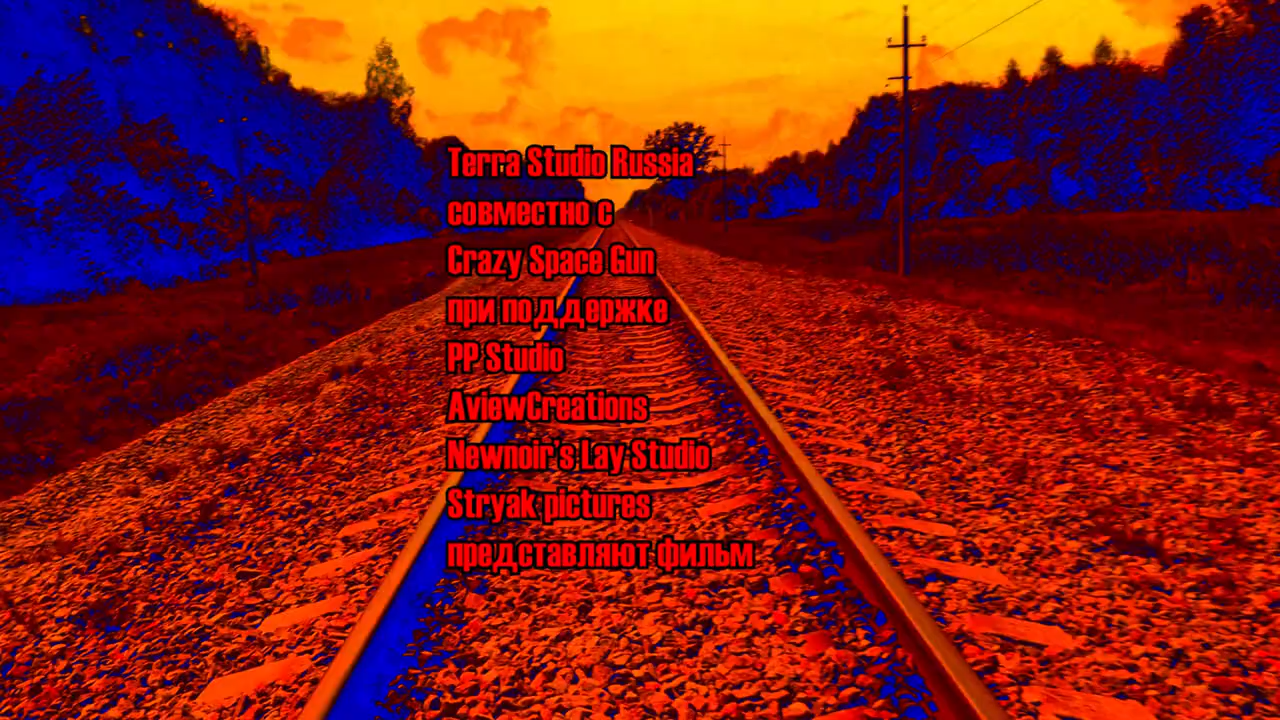 Terra Studio Russia
совместно с
Crazy Space Gun
при поддержке
PP Studio
AviewCreations
Newnoir's Lay Studio
Stryak pictures
представляют фильм